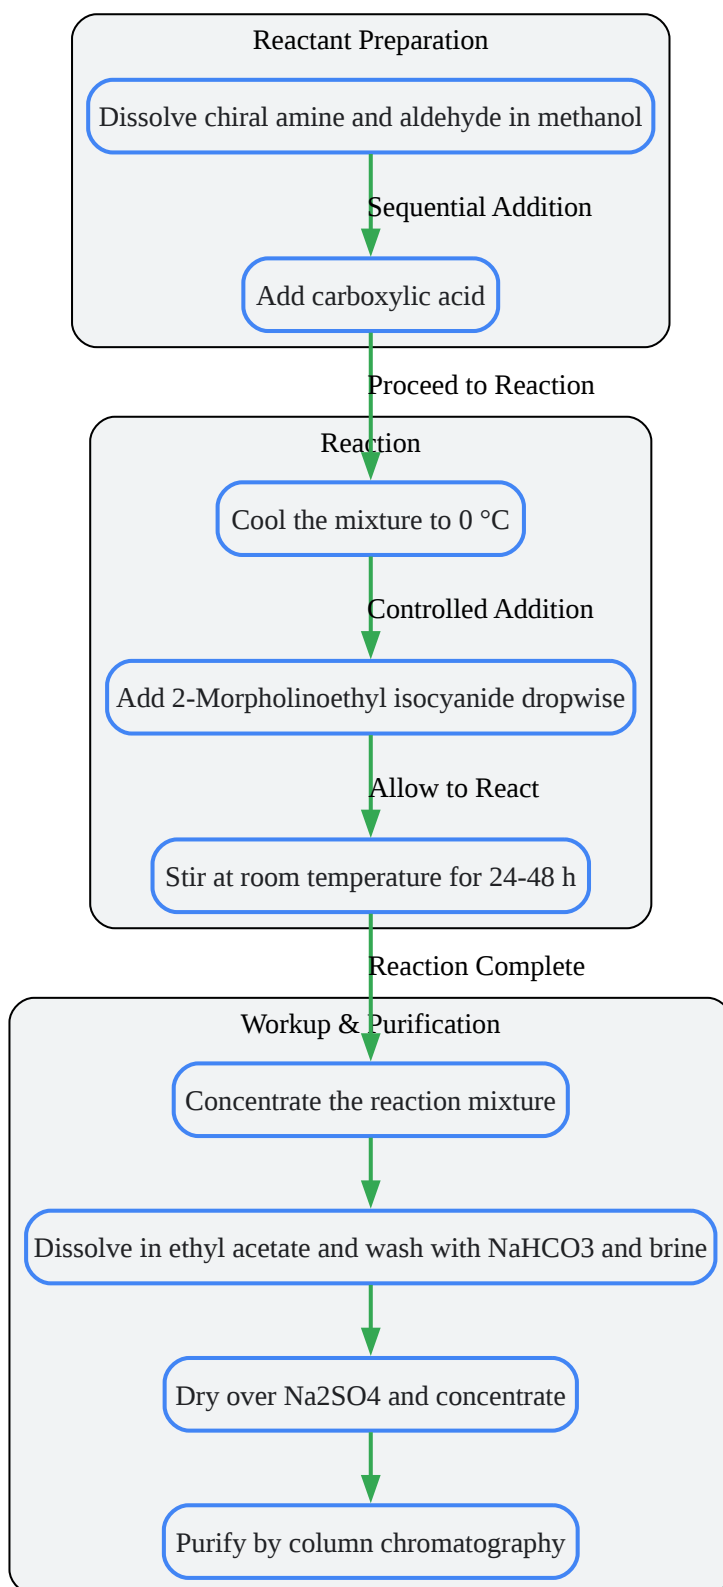 Reactant Preparation
Dissolve chiral amine and aldehyde in methanol
Sequential Addition
Add carboxylic acid
Proceed to Reaction
Reaction
Cool the mixture to 0 °C
Controlled Addition
Add 2-Morpholinoethyl isocyanide dropwise
Allow to React
Stir at room temperature for 24-48 h
Reaction Complete
Workup & Purification
Concentrate the reaction mixture
Dissolve in ethyl acetate and wash with NaHCO3 and brine
Dry over Na2SO4 and concentrate
Purify by column chromatography